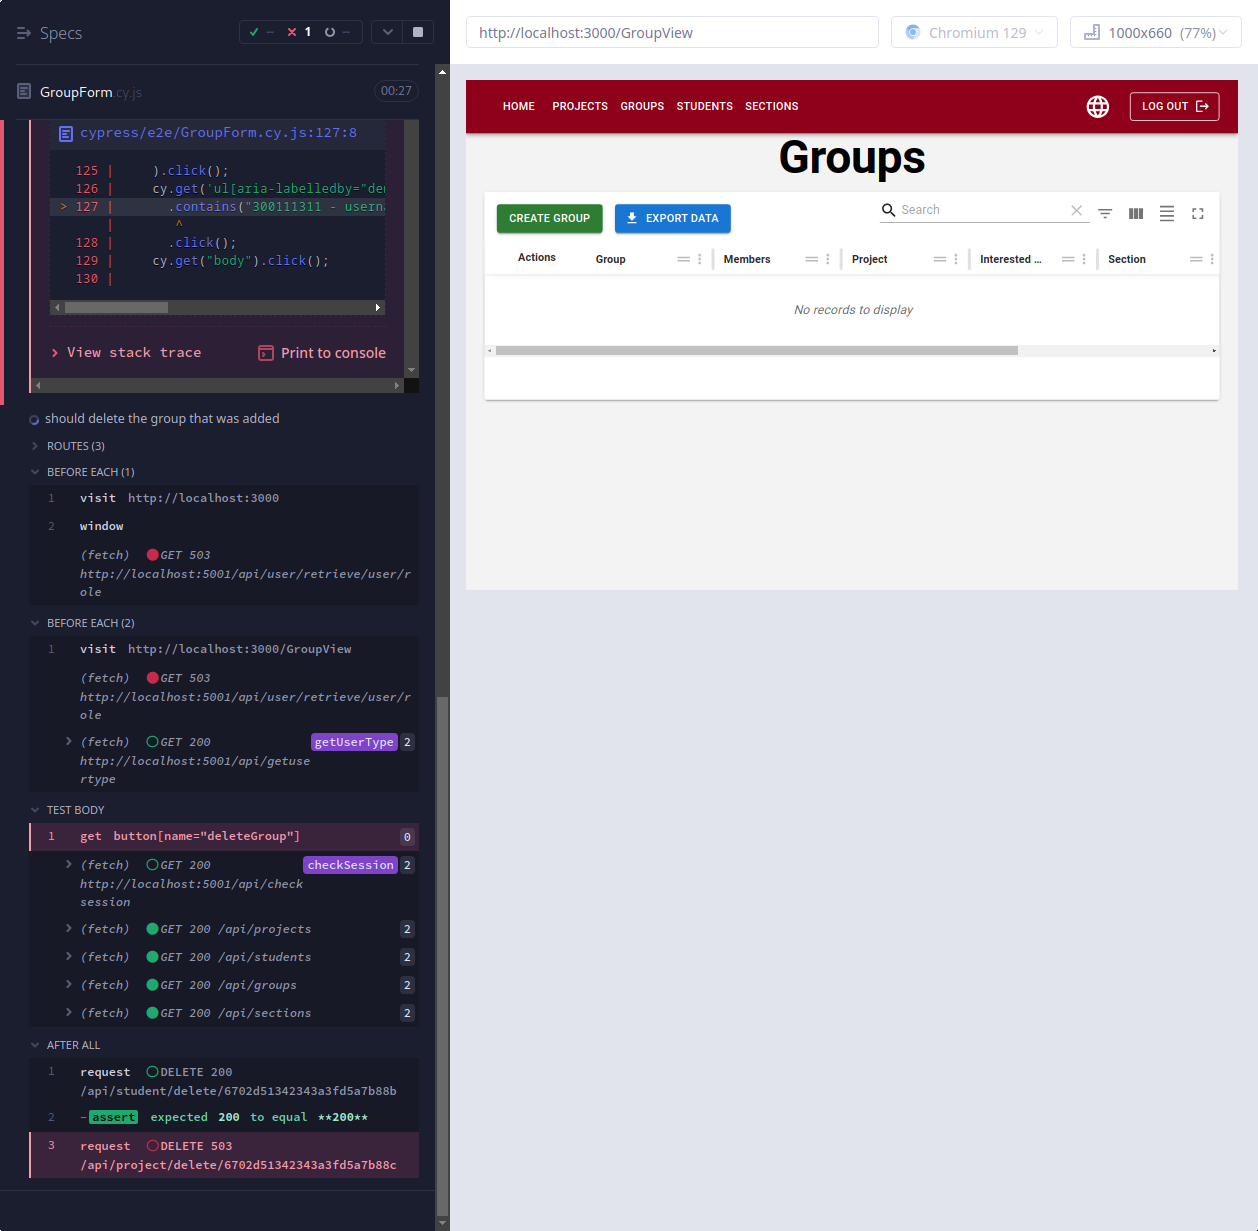 Specs
✓ -- ✕ 1 --
GroupForm.cy.js
00:27
cypress/e2e/GroupForm.cy.js:127:8
125 | ).click();
126 | cy.get('ul[aria-labelledby="de
> 127 | .contains("300111311 - usern
| ^
128 | .click();
129 | cy.get("body").click();
130 |
View stack trace
Print to console
should delete the group that was added
ROUTES (3)
BEFORE EACH (1)
1 visit http://localhost:3000
2 window
(fetch) GET 503
http://localhost:5001/api/user/retrieve/user/r
ole
BEFORE EACH (2)
1 visit http://localhost:3000/GroupView
(fetch) GET 503
http://localhost:5001/api/user/retrieve/user/r
ole
(fetch) GET 200 getUserType 2
http://localhost:5001/api/getuse
rtype
TEST BODY
1 get button[name="deleteGroup"] 0
(fetch) GET 200 checkSession 2
http://localhost:5001/api/check
session
(fetch) GET 200 /api/projects 2
(fetch) GET 200 /api/students 2
(fetch) GET 200 /api/groups 2
(fetch) GET 200 /api/sections 2
AFTER ALL
1 request DELETE 200
/api/student/delete/6702d51342343a3fd5a7b88b
2 -assert expected 200 to equal **200**
3 request DELETE 503
/api/project/delete/6702d51342343a3fd5a7b88c
http://localhost:3000/GroupView
Chromium 129
1000x660 (77%)
HOME PROJECTS GROUPS STUDENTS SECTIONS
LOG OUT
Groups
CREATE GROUP
EXPORT DATA
Search
Actions Group Members Project Interested ... Section
No records to display